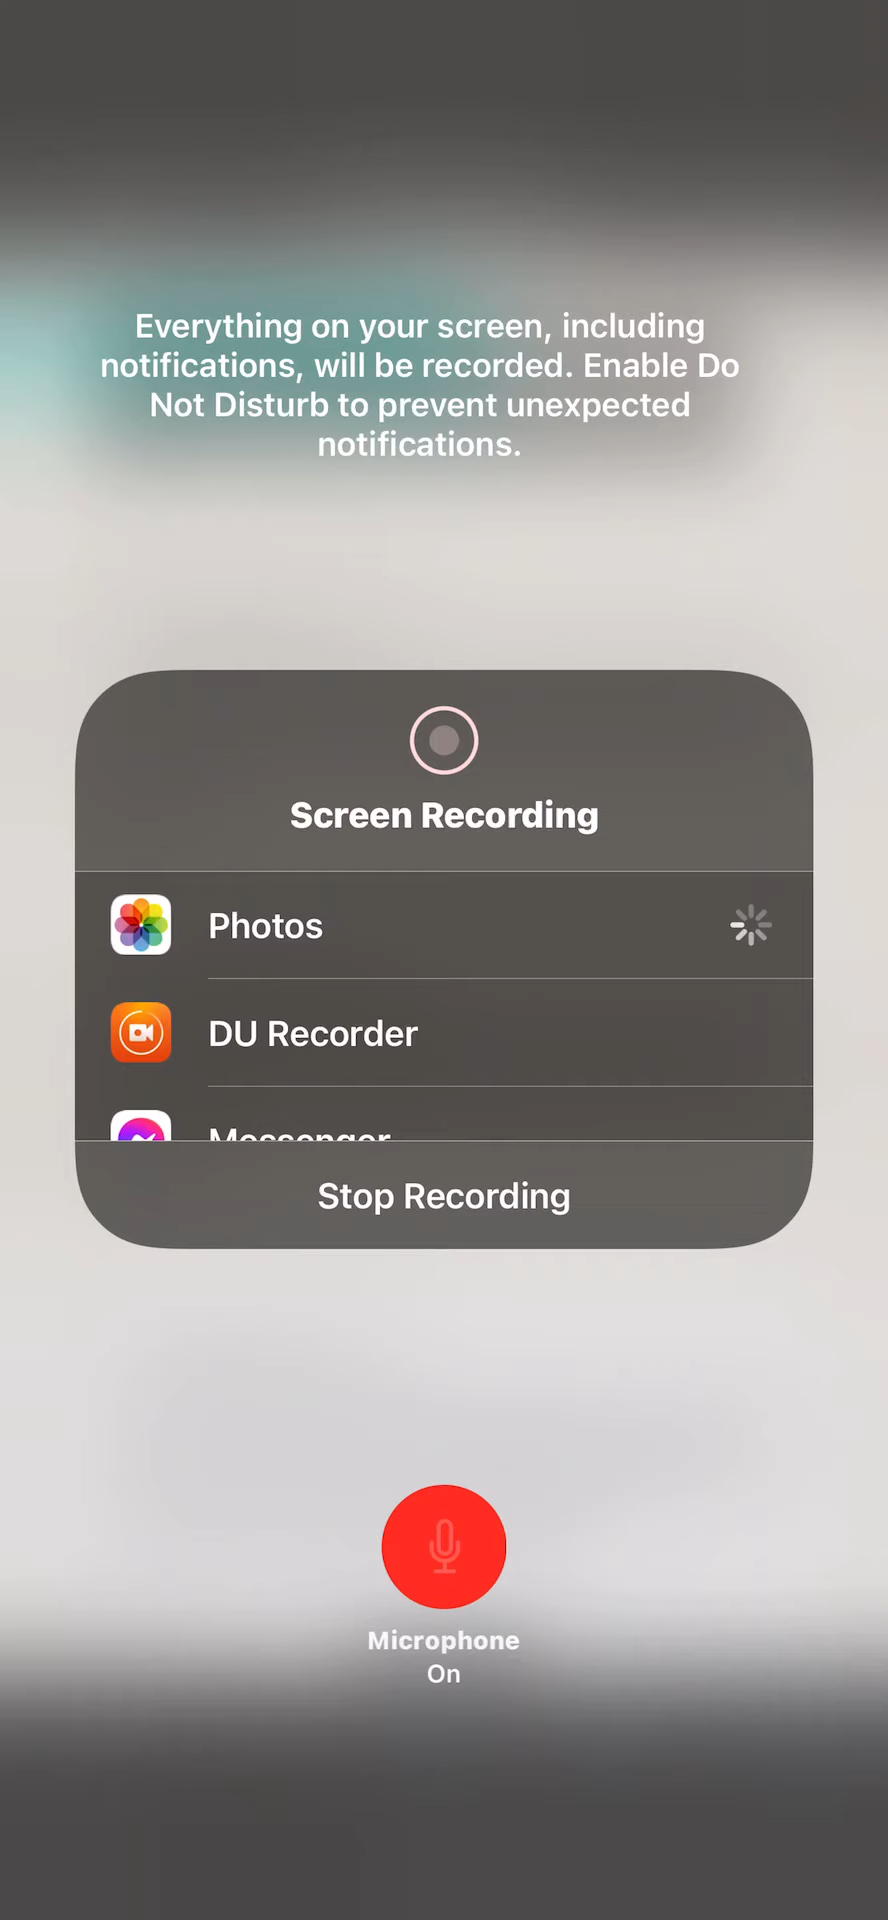 Everything on your screen, including
notifications, will be recorded. Enable Do
Not Disturb to prevent unexpected
notifications.
Screen Recording
Photos
DU Recorder
Messenger
Stop Recording
Microphone
On